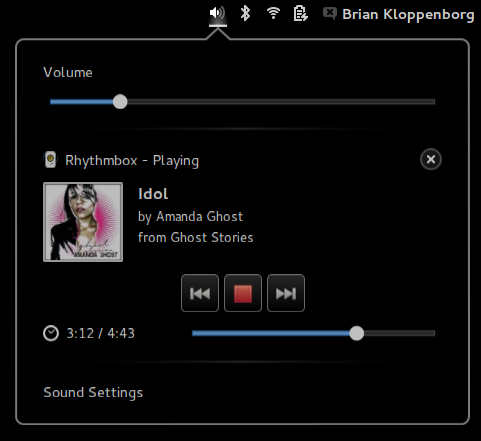 Brian Kloppenborg
Volume
Rhythmbox - Playing
Idol
by Amanda Ghost
from Ghost Stories
AMANDA GHOST
3:12 / 4:43
Sound Settings